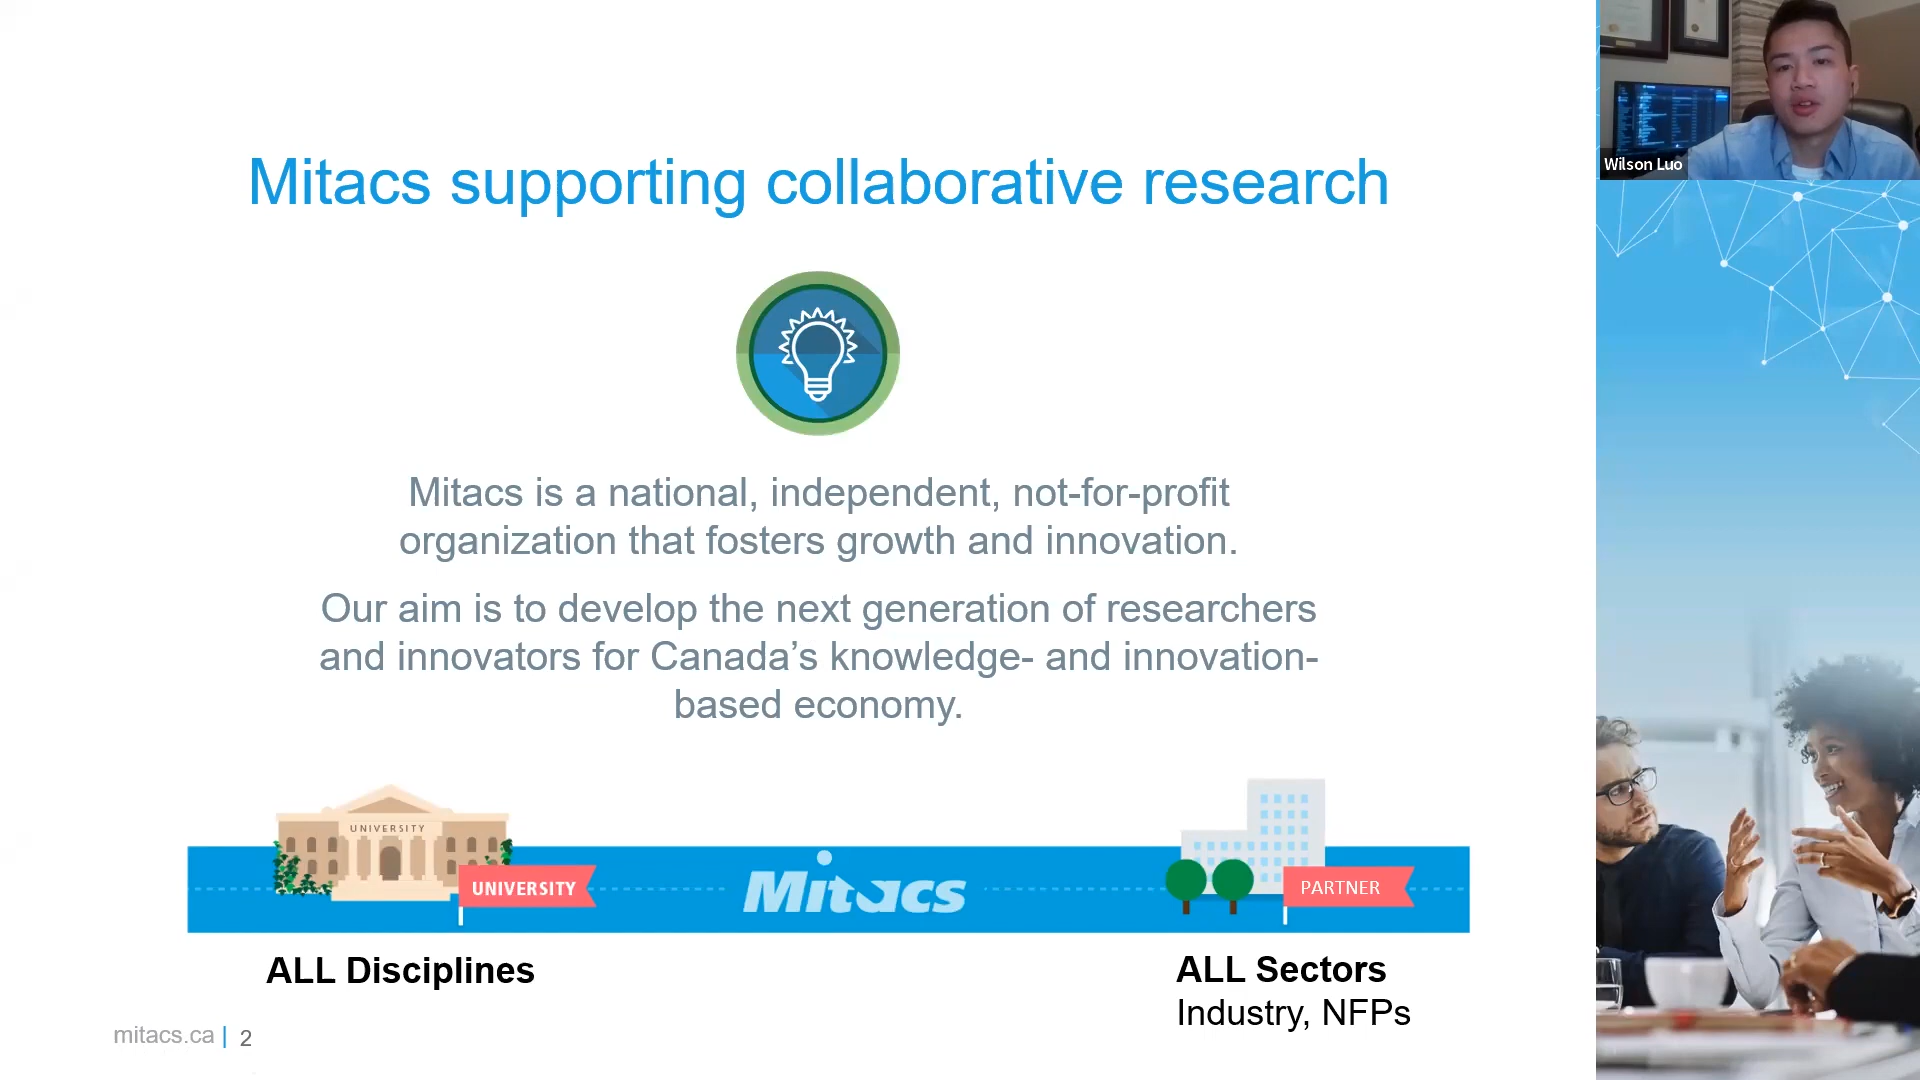 Mitacs supporting collaborative research
Mitacs is a national, independent, not-for-profit
organization that fosters growth and innovation.
Our aim is to develop the next generation of researchers
and innovators for Canada’s knowledge- and innovation-
based economy.
UNIVERSITY
UNIVERSITY
Mitacs
PARTNER
ALL Disciplines
ALL Sectors
Industry, NFPs
mitacs.ca | 2
Wilson Luo